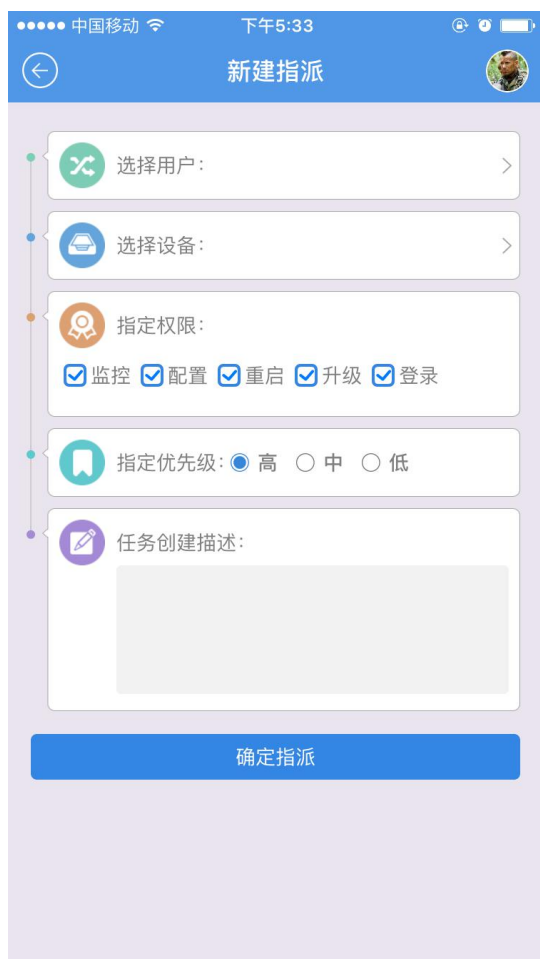 中国移动 下午5:33
新建指派
选择用户:
选择设备:
指定权限:
监控 配置 重启 升级 登录
指定优先级: 高 中 低
任务创建描述:
确定指派